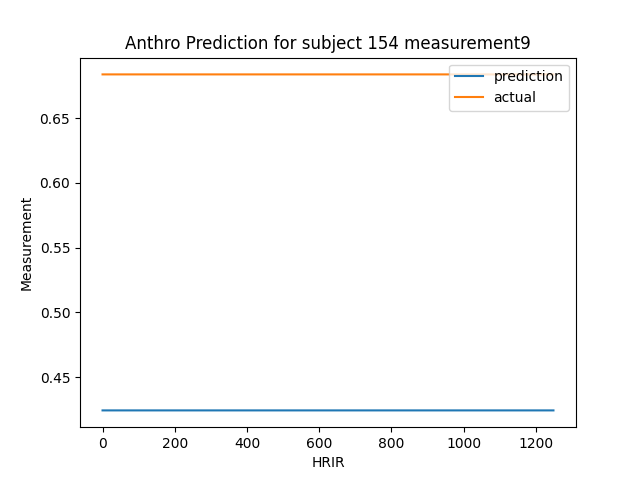 Anthro Prediction for subject 154 measurement9
prediction
actual
0.65
0.60
0.55
0.50
0.45
Measurement
0 200 400 600 800 1000 1200
HRIR